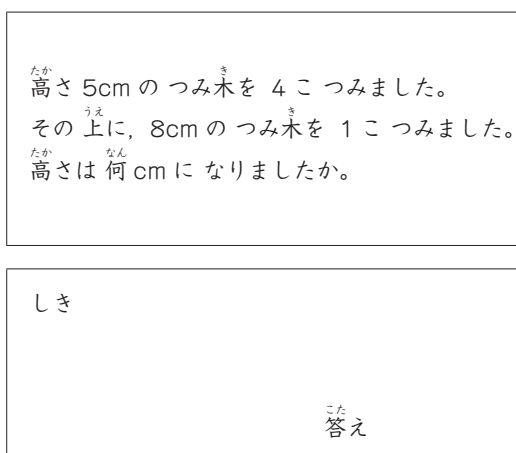 高さ 5cm の つみ木を 4こ つみました。
その 上に, 8cm の つみ木を 1こ つみました。
高さは 何 cm に なりましたか。
しき
答え